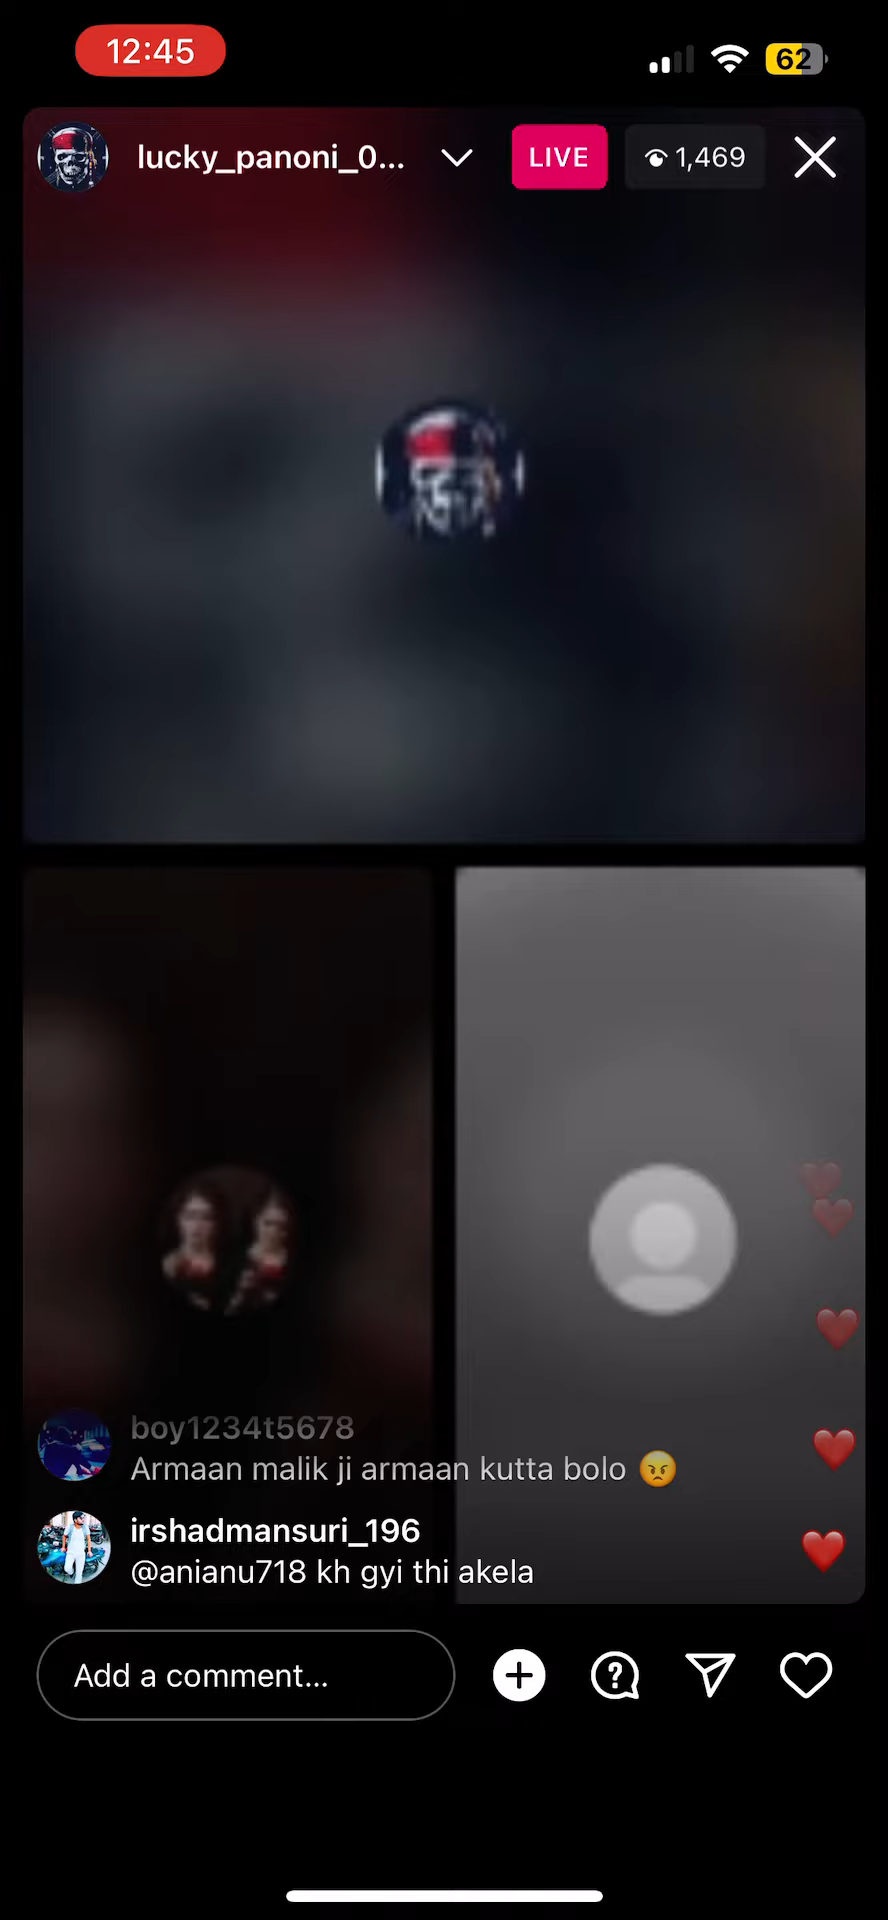 12:45
62
lucky_panoni_0...
LIVE
1,469
boy1234t5678
Armaan malik ji armaan kutta bolo 😡
irshadmansuri_196
@anianu718 kh gyi thi akela
Add a comment...